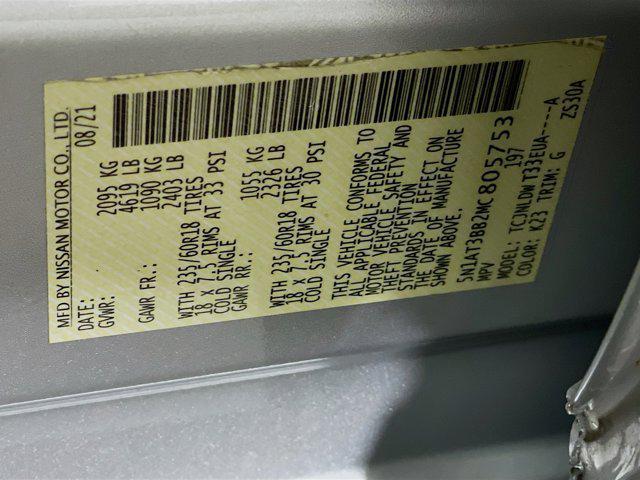 MFD BY NISSAN MOTOR CO., LTD.
DATE: 08/21
GVWR: 2095 KG
4619 LB
GAWR FR.: 1090 KG
2403 LB
WITH 235/60R18 TIRES
18 X 7.5 RIMS AT 33 PSI
COLD SINGLE
GAWR RR.: 1055 KG
2326 LB
WITH 235/60R18 TIRES
18 X 7.5 RIMS AT 30 PSI
COLD SINGLE
THIS VEHICLE CONFORMS TO
ALL APPLICABLE FEDERAL
MOTOR VEHICLE SAFETY AND
THEFT PREVENTION
STANDARDS IN EFFECT ON
THE DATE OF MANUFACTURE
SHOWN ABOVE.
5N1AT3BB2MC805753
MPV 197
MODEL: TCJNLDWT33EUA----A
COLOR: K23 TRIM: G ZS30A